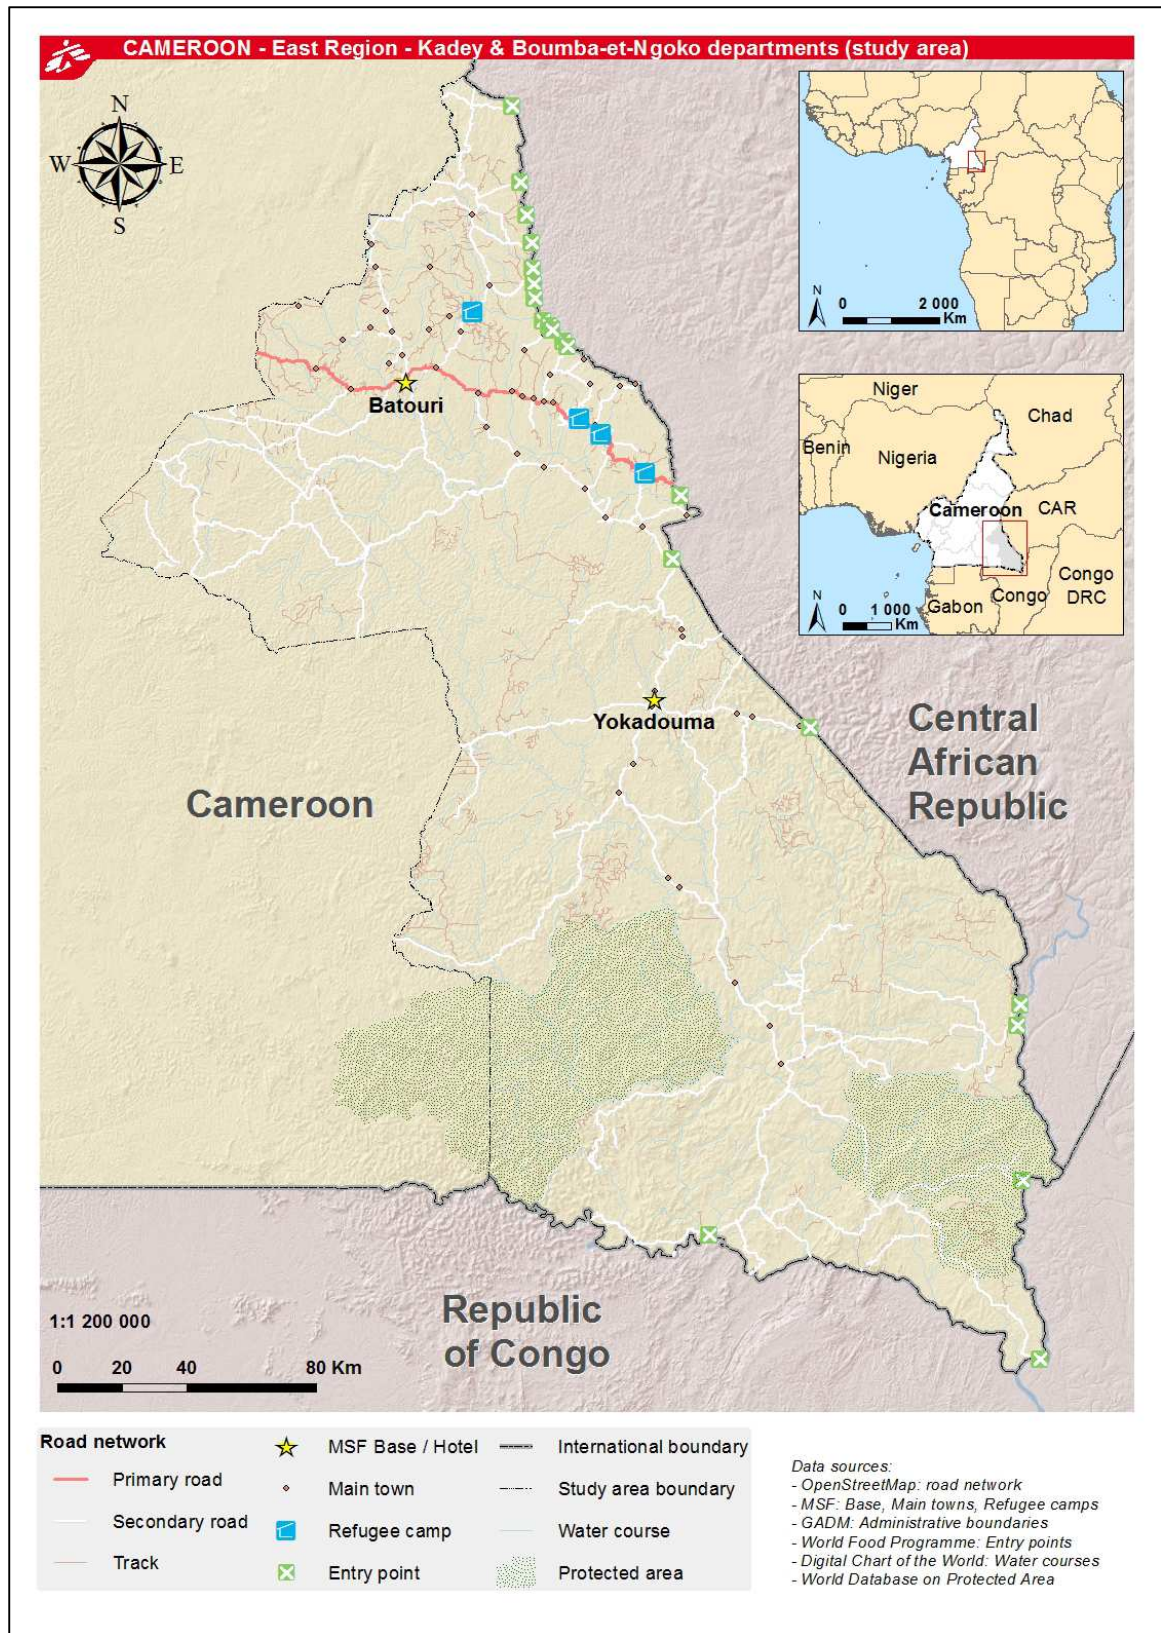 CAMEROON - East Region - Kadey & Boumba-et-Ngoko departments (study area)
N
W
E
S
N
0
2 000
Km
Niger
Chad
Benin
Nigeria
Cameroon
CAR
Congo
DRC
Gabon
Congo
N
0
1 000
Km
Batouri
Yokadouma
Cameroon
Central
African
Republic
Republic
of Congo
1:1 200 000
0
20
40
80 Km
Road network
Primary road
Secondary road
Track
MSF Base / Hotel
Main town
Refugee camp
Entry point
International boundary
Study area boundary
Water course
Protected area
Data sources:
- OpenStreetMap: road network
- MSF: Base, Main towns, Refugee camps
- GADM: Administrative boundaries
- World Food Programme: Entry points
- Digital Chart of the World: Water courses
- World Database on Protected Area